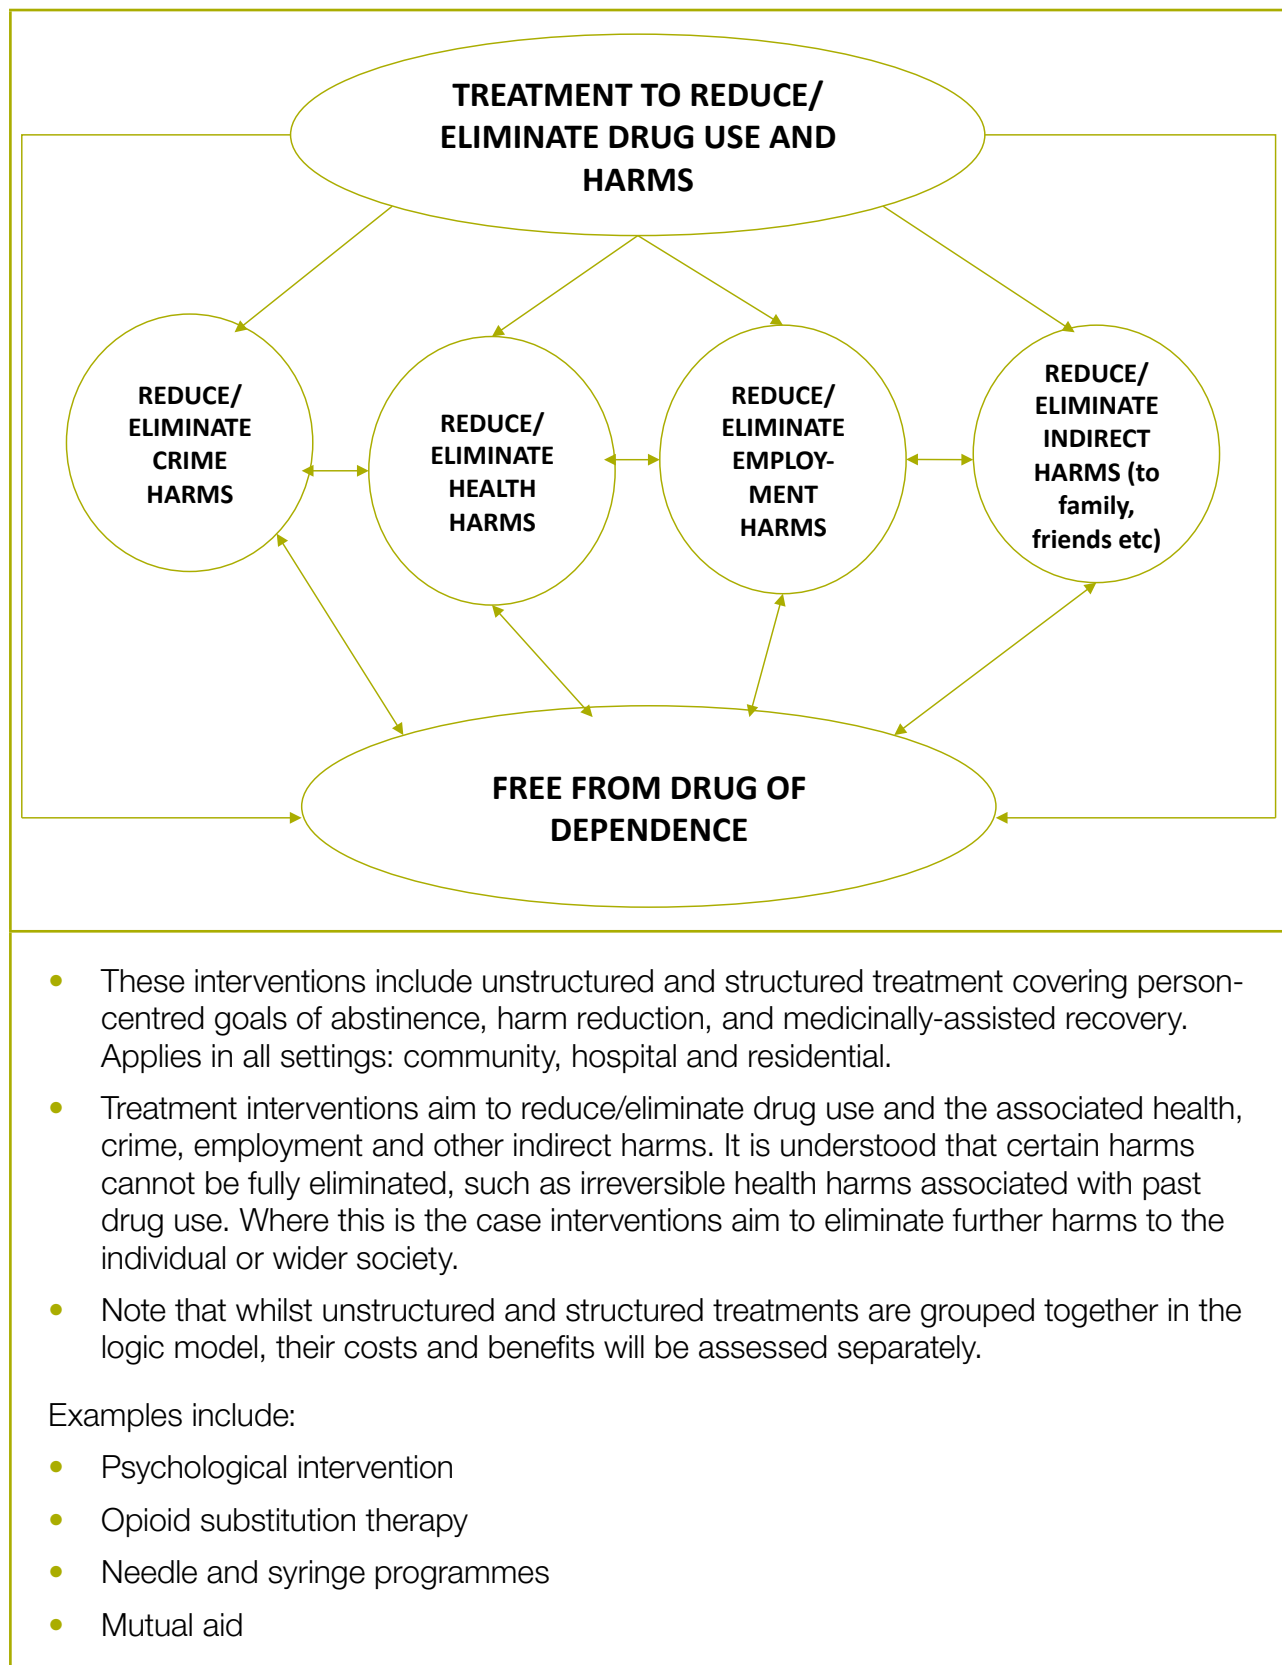 TREATMENT TO REDUCE/
ELIMINATE DRUG USE AND
HARMS
REDUCE/
ELIMINATE
CRIME
HARMS
REDUCE/
ELIMINATE
HEALTH
HARMS
REDUCE/
ELIMINATE
EMPLOY-
MENT
HARMS
REDUCE/
ELIMINATE
INDIRECT
HARMS (to
family,
friends etc)
FREE FROM DRUG OF
DEPENDENCE
• These interventions include unstructured and structured treatment covering person-
centred goals of abstinence, harm reduction, and medicinally-assisted recovery.
Applies in all settings: community, hospital and residential.
• Treatment interventions aim to reduce/eliminate drug use and the associated health,
crime, employment and other indirect harms. It is understood that certain harms
cannot be fully eliminated, such as irreversible health harms associated with past
drug use. Where this is the case interventions aim to eliminate further harms to the
individual or wider society.
• Note that whilst unstructured and structured treatments are grouped together in the
logic model, their costs and benefits will be assessed separately.
Examples include:
• Psychological intervention
• Opioid substitution therapy
• Needle and syringe programmes
• Mutual aid